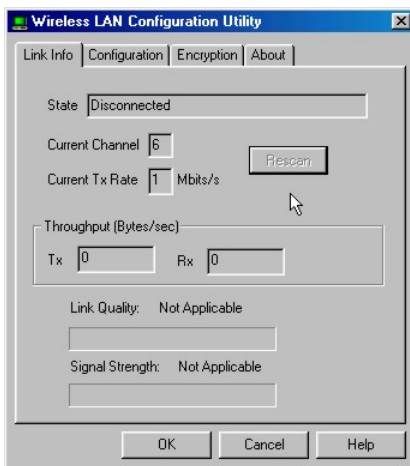 Wireless LAN Configuration Utility
Link Info Configuration Encryption About
State Disconnected
Current Channel 6
Rescan
Current Tx Rate 1 Mbits/s
Throughput (Bytes/sec)
Tx 0 Rx 0
Link Quality: Not Applicable
Signal Strength: Not Applicable
OK Cancel Help